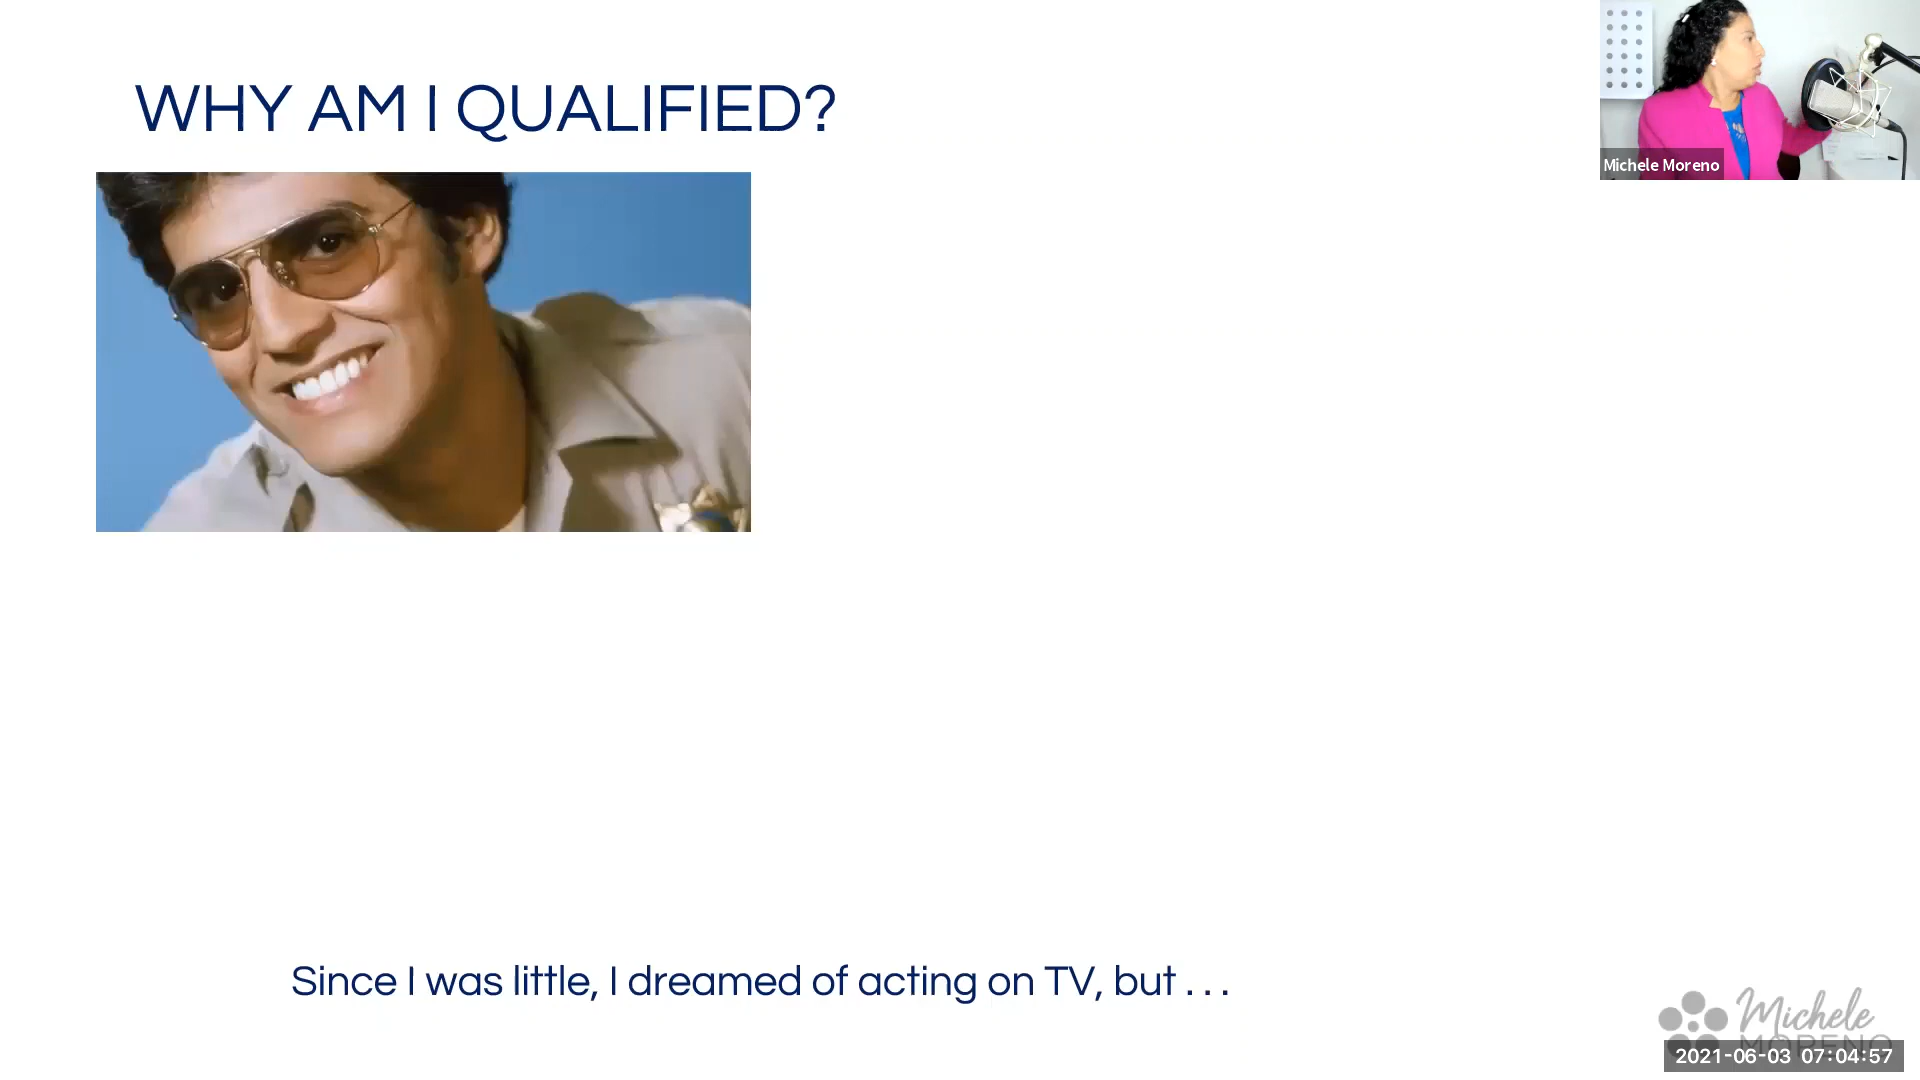 WHY AM I QUALIFIED?
Michele Moreno
Since I was little, I dreamed of acting on TV, but . . .
Michele
MORENO
2021-06-03 07:04:57